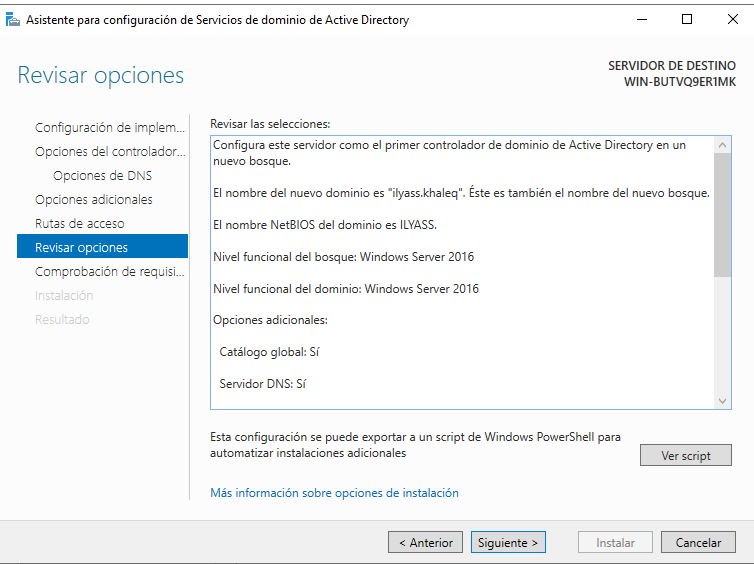 Asistente para configuración de Servicios de dominio de Active Directory
Revisar opciones
SERVIDOR DE DESTINO
WIN-BUTVQ9ER1MK
Configuración de implem...
Opciones del controlador...
Opciones de DNS
Opciones adicionales
Rutas de acceso
Revisar opciones
Comprobación de requisi...
Instalación
Resultado
Revisar las selecciones:
Configura este servidor como el primer controlador de dominio de Active Directory en un
nuevo bosque.
El nombre del nuevo dominio es "ilyass.khaleq". Éste es también el nombre del nuevo bosque.
El nombre NetBIOS del dominio es ILYASS.
Nivel funcional del bosque: Windows Server 2016
Nivel funcional del dominio: Windows Server 2016
Opciones adicionales:
Catálogo global: Sí
Servidor DNS: Sí
Esta configuración se puede exportar a un script de Windows PowerShell para
automatizar instalaciones adicionales
Ver script
Más información sobre opciones de instalación
< Anterior
Siguiente >
Instalar
Cancelar